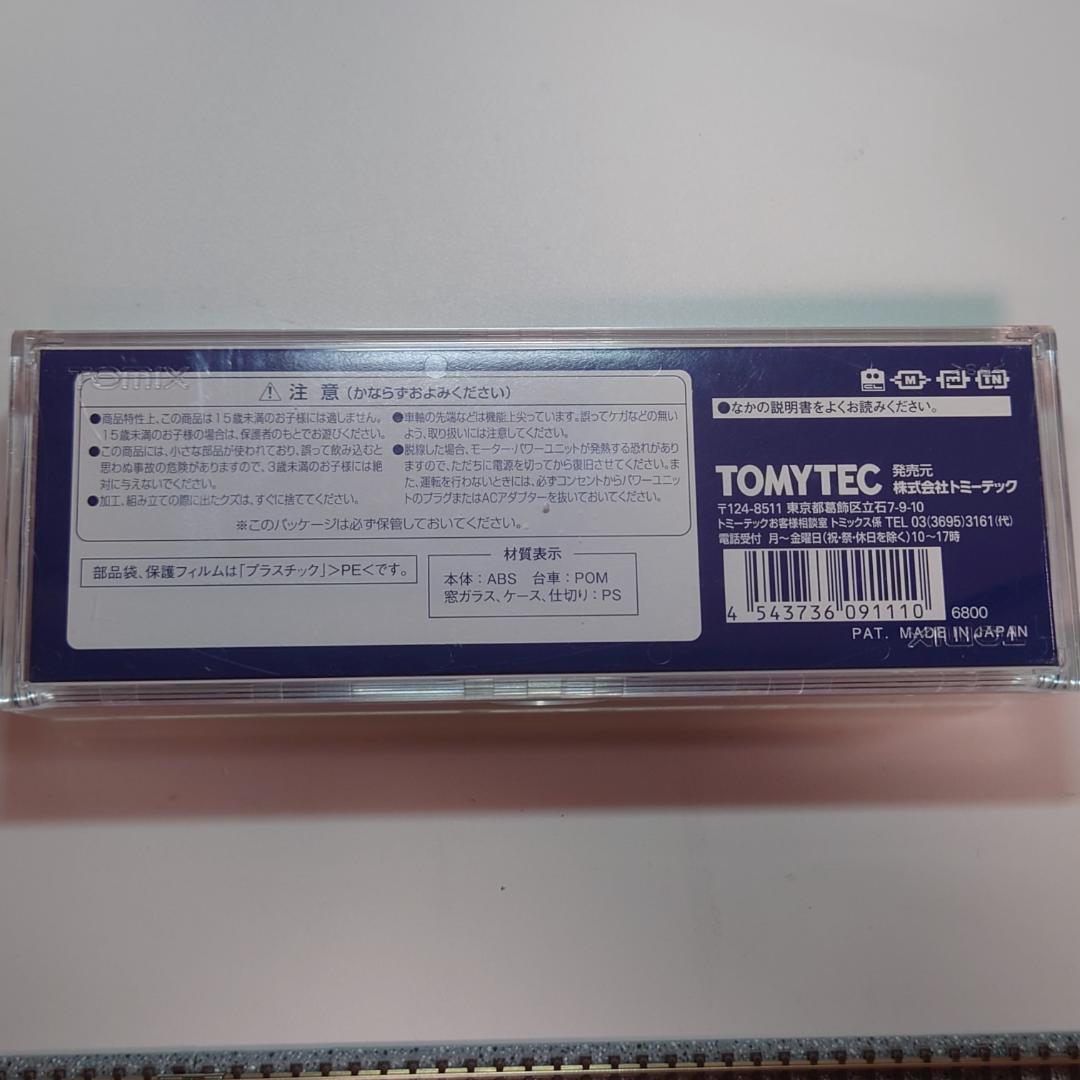 TOMIX
⚠ 注意(かならずおよみください)
●商品特性上、この商品は15歳未満のお子様には適しません。
15歳未満のお子様の場合は、保護者のもとでお遊びください。
●この商品には、小さな部品が使われており、誤って飲み込むと
思わぬ事故の危険がありますので、3歳未満のお子様には絶
対に与えないでください。
●加工、組み立ての際に出たクズは、すぐに捨ててください。
●車輪の先端などは機能上尖っています。誤ってケガなどの無い
よう、取り扱いには注意してください。
●脱線した場合、モーター・パワーユニットが発熱する恐れがあり
ますので、ただちに電源を切ってから復旧させてください。ま
た、運転を行わないときには、必ずコンセントからパワーユニッ
トのプラグまたはACアダプターを抜いておいてください。
※このパッケージは必ず保管しておいてください。
部品袋、保護フィルムは「プラスチック」>PE<です。
材質表示
本体:ABS 台車:POM
窓ガラス、ケース、仕切り:PS
CL M TN
●なかの説明書をよくお読みください。
TOMYTEC 発売元
株式会社トミーテック
〒124-8511 東京都葛飾区立石7-9-10
トミーテックお客様相談室 トミックス係 TEL 03(3695)3161(代)
電話受付 月〜金曜日(祝・祭・休日を除く)10〜17時
4 543736 091110
6800
PAT. MADE IN JAPAN
TOMIX